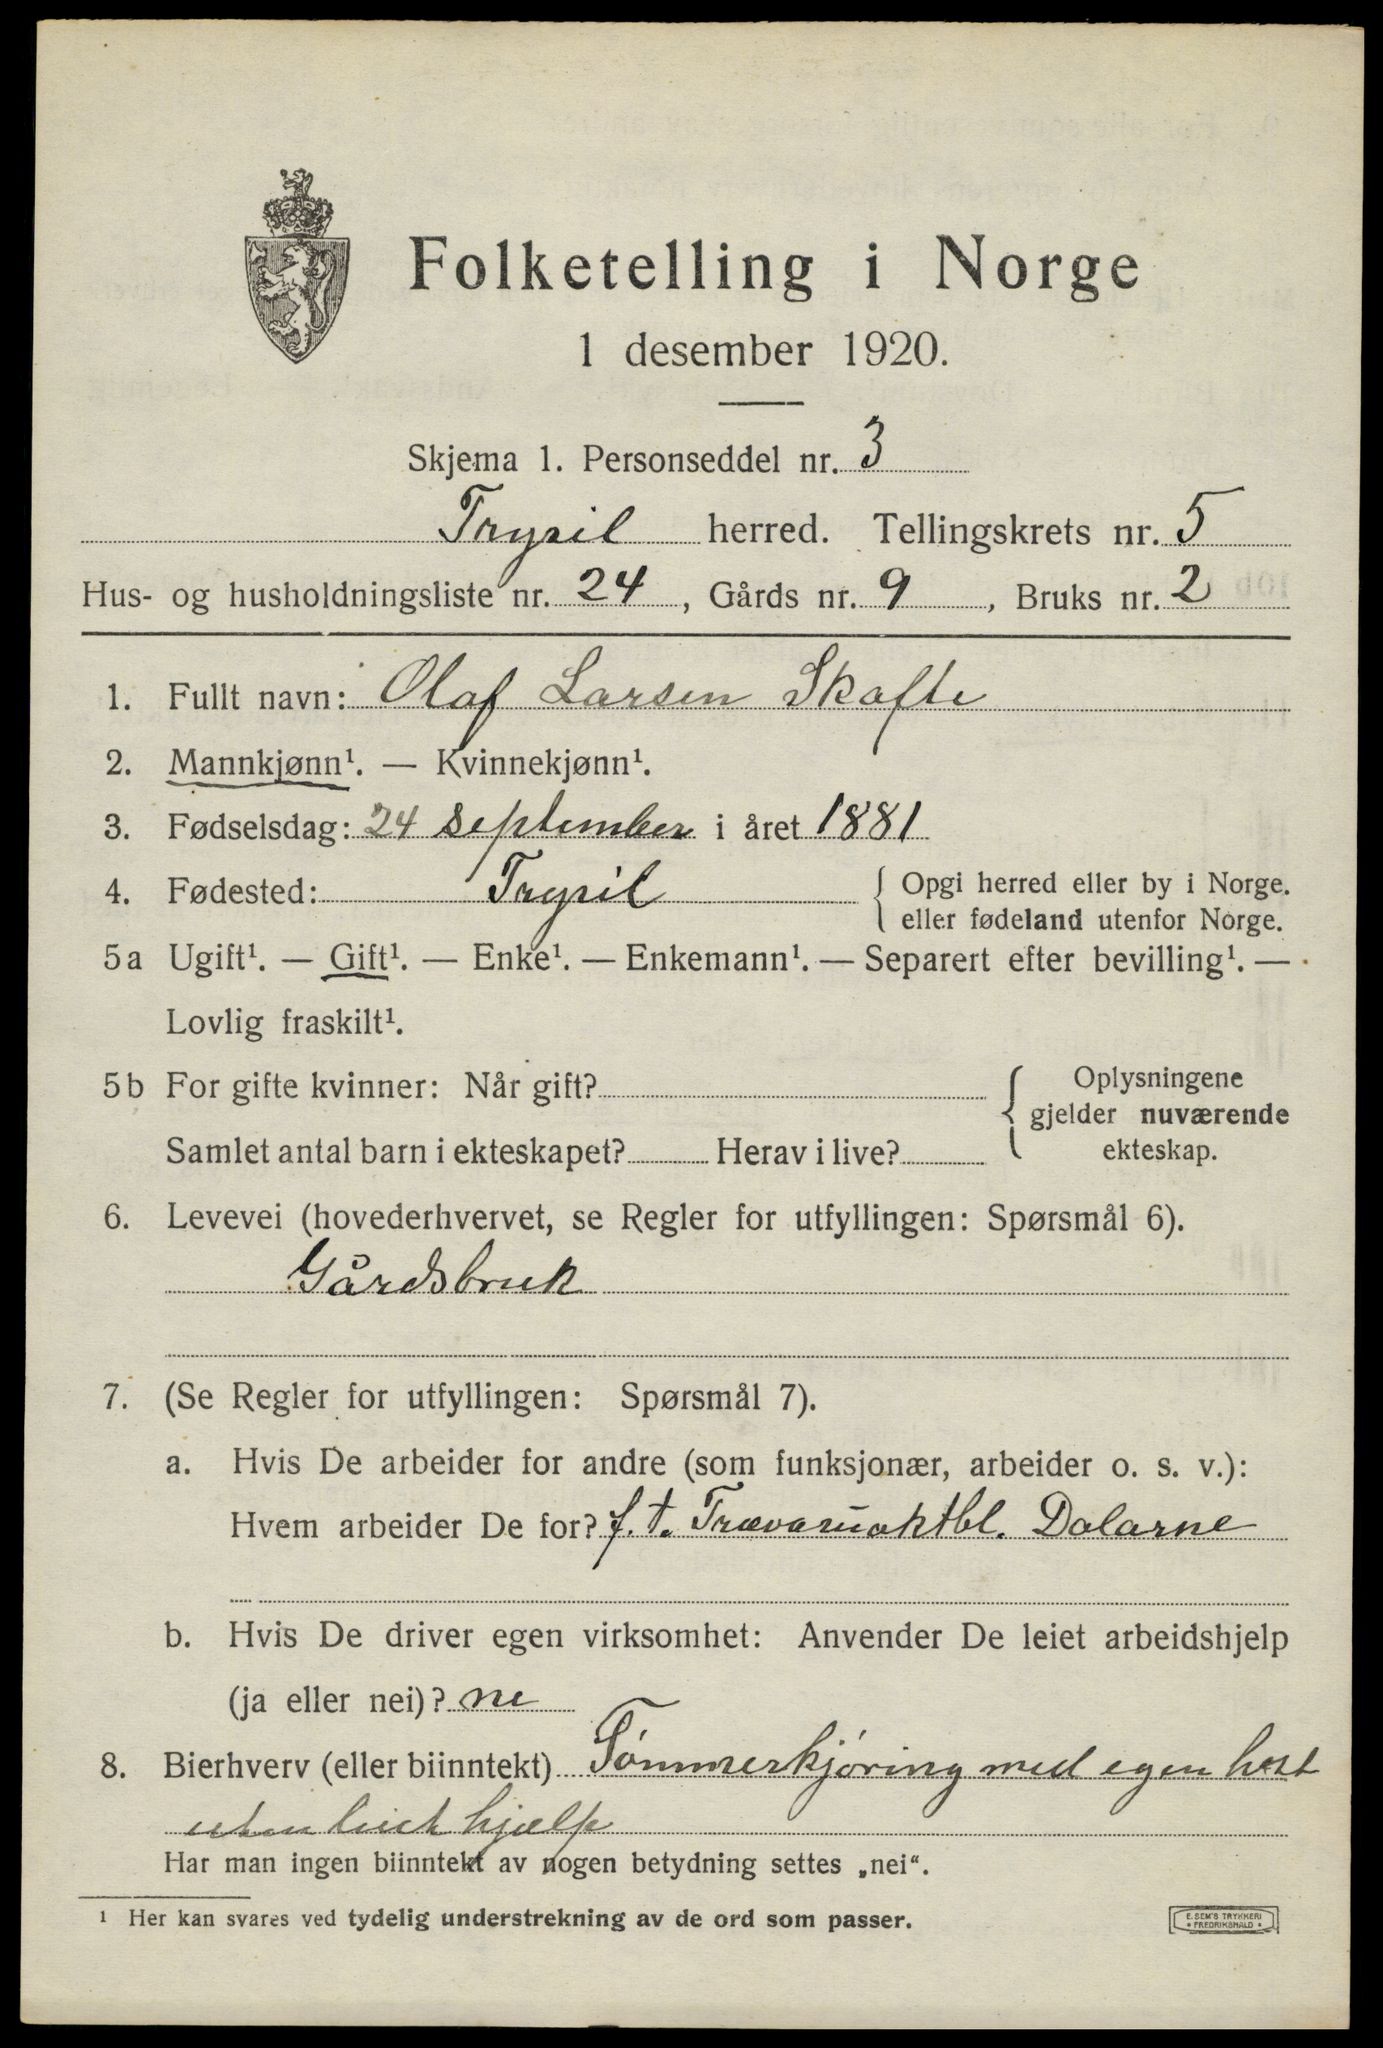 Folketelling i Norge
1 desember 1920.
Skjema 1. Personseddel nr. 3
Trysil herred. Tellingskrets nr. 5
Hus- og husholdningsliste nr. 24, Gårds nr. 9, Bruks nr. 2
1. Fullt navn: Olaf Larsen Skafte
2. Mannkjønn¹. — Kvinnekjønn¹.
3. Fødselsdag: 24 september i året 1881
4. Fødested: Trysil { Opgi herred eller by i Norge.
eller fødeland utenfor Norge.
5a Ugift¹. — Gift¹. — Enke¹. — Enkemann¹. — Separert efter bevilling¹. —
Lovlig fraskilt¹.
5b For gifte kvinner: Når gift? { Oplysningene
gjelder nuværende
Samlet antal barn i ekteskapet? Herav i live? ekteskap.
6. Levevei (hovederhvervet, se Regler for utfyllingen: Spørsmål 6).
Gårdsbruk
7. (Se Regler for utfyllingen: Spørsmål 7).
a. Hvis De arbeider for andre (som funksjonær, arbeider o. s. v.):
Hvem arbeider De for? f. t. Trævaruaktbl. Dalarne
b. Hvis De driver egen virksomhet: Anvender De leiet arbeidshjelp
(ja eller nei)? ne
8. Bierhverv (eller biinntekt) Tømmerkjøring med egen hest
uten leiet hjælp
Har man ingen biinntekt av nogen betydning settes „nei“.
¹ Her kan svares ved tydelig understrekning av de ord som passer.
E. SEM'S TRYKKERI
* FREDRIKSHALD *